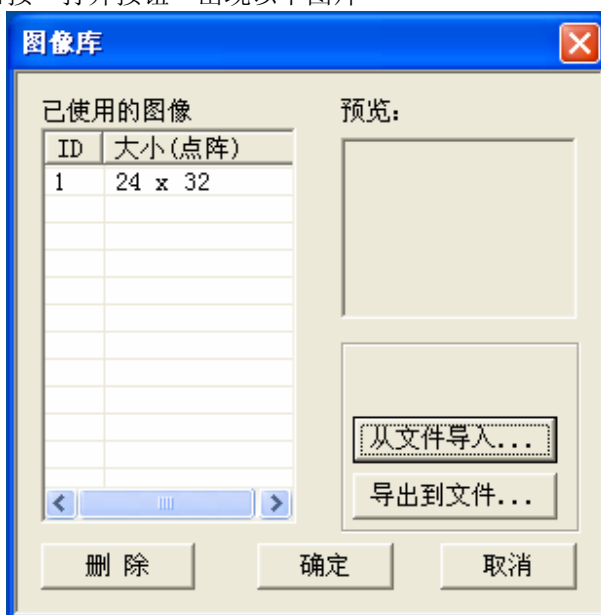 图像库
已使用的图像
预览:
ID 大小(点阵)
1 24 x 32
从文件导入...
导出到文件...
删 除
确定
取消